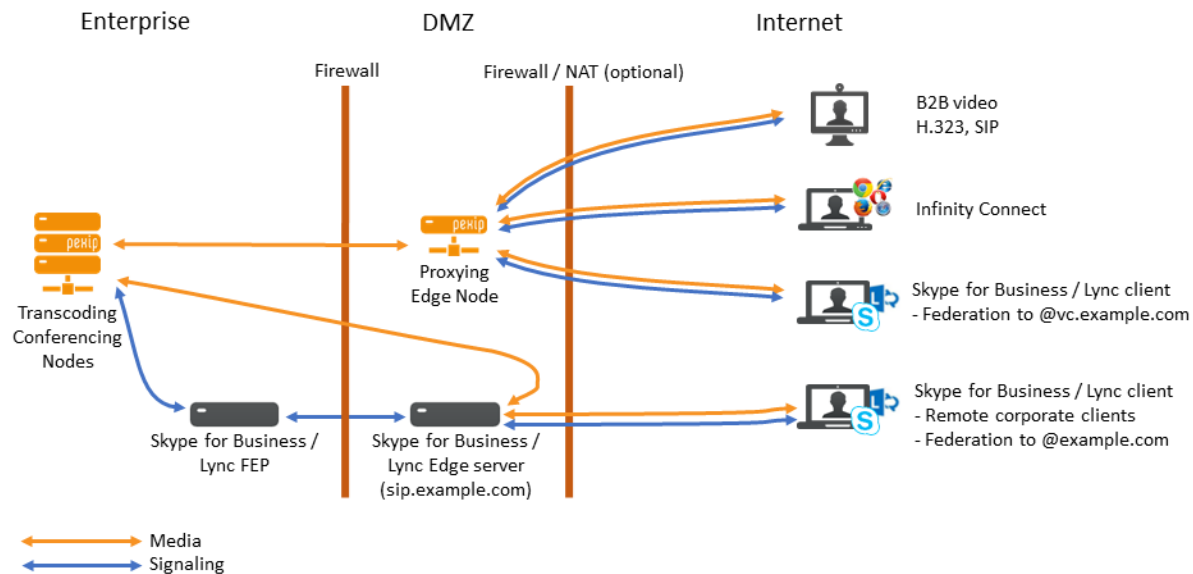 Enterprise
DMZ
Internet
Firewall
Firewall / NAT (optional)
B2B video
H.323, SIP
pexip
pexip
Infinity Connect
Proxying
Edge Node
Transcoding
Conferencing
Nodes
Skype for Business / Lync client
- Federation to @vc.example.com
Skype for Business /
Lync FEP
Skype for Business /
Lync Edge server
(sip.example.com)
Skype for Business / Lync client
- Remote corporate clients
- Federation to @example.com
Media
Signaling